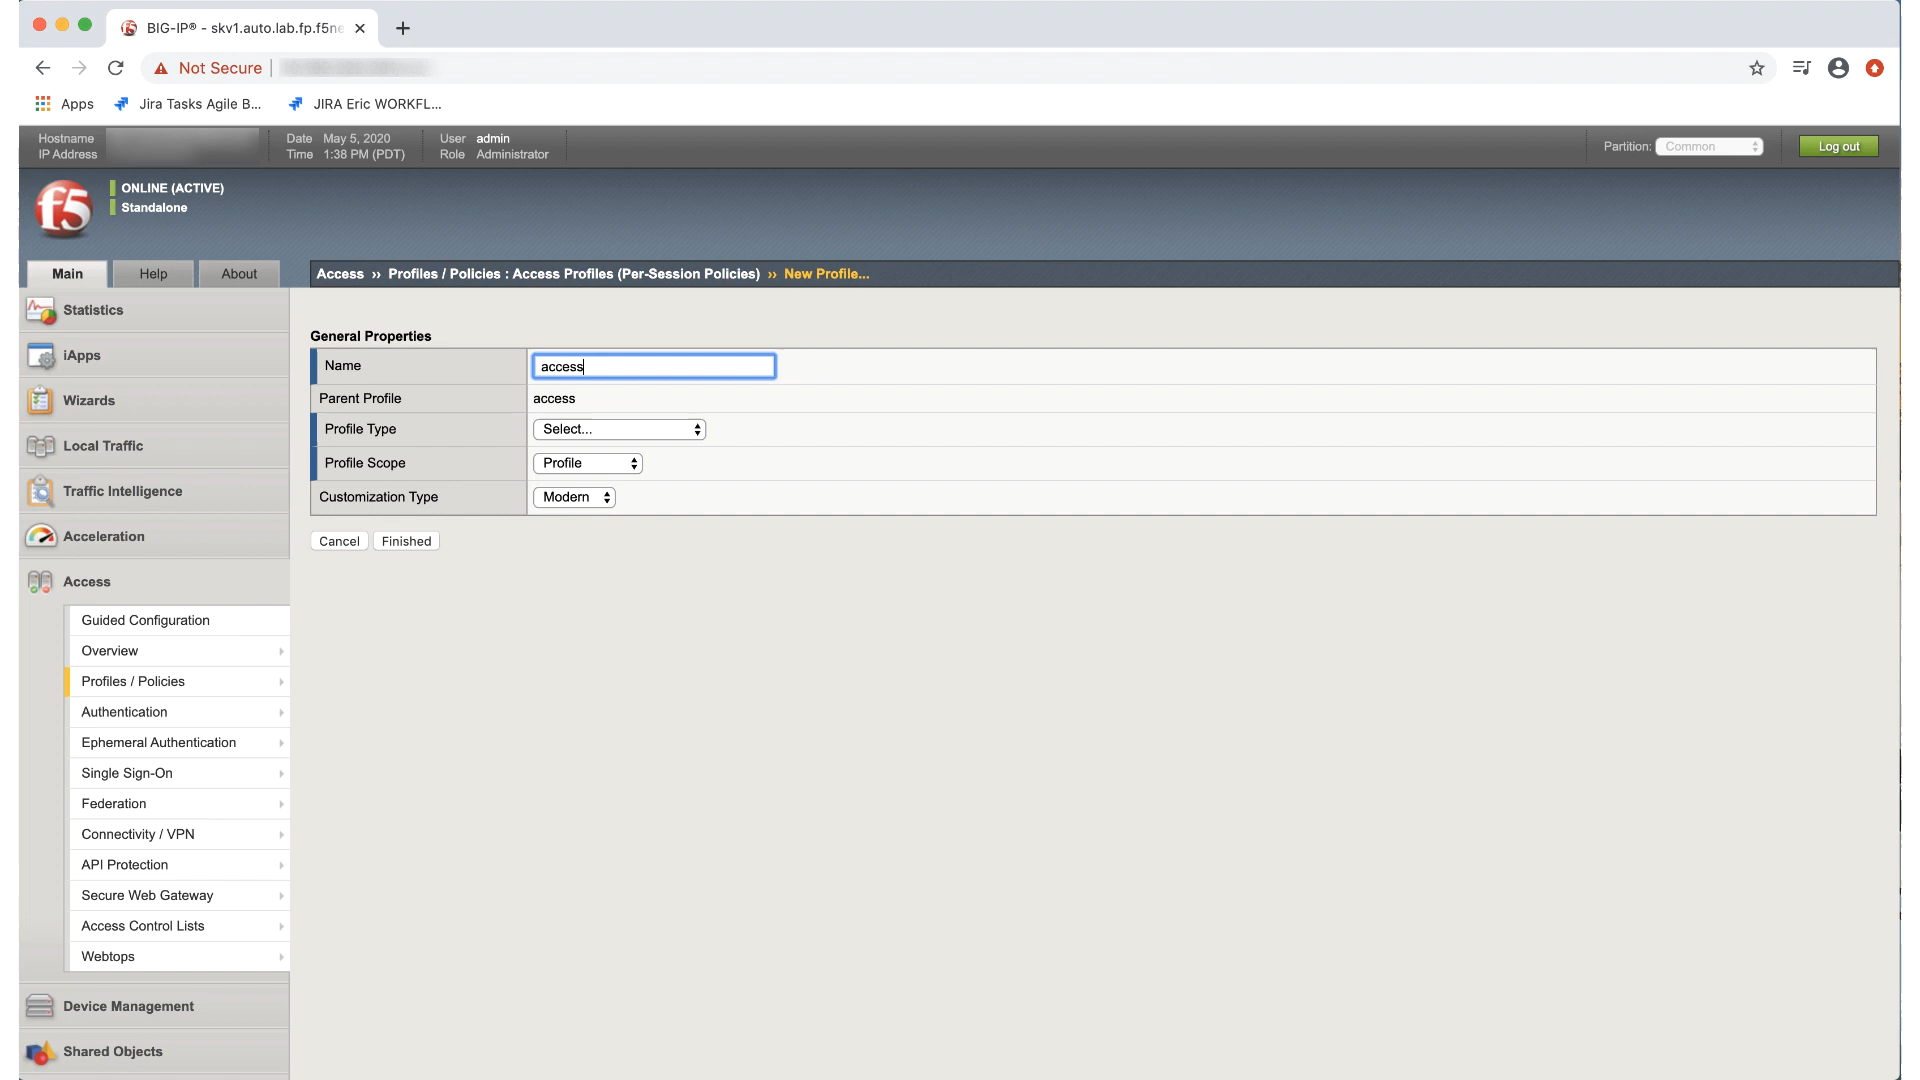 BIG-IP® - skv1.auto.lab.fp.f5ne
Not Secure
Apps Jira Tasks Agile B... JIRA Eric WORKFL...
Hostname
IP Address
Date May 5, 2020
Time 1:38 PM (PDT)
User admin
Role Administrator
Partition: Common
Log out
f5
ONLINE (ACTIVE)
Standalone
Main Help About
Access ›› Profiles / Policies : Access Profiles (Per-Session Policies) ›› New Profile...
Statistics
iApps
Wizards
Local Traffic
Traffic Intelligence
Acceleration
Access
Guided Configuration
Overview
Profiles / Policies
Authentication
Ephemeral Authentication
Single Sign-On
Federation
Connectivity / VPN
API Protection
Secure Web Gateway
Access Control Lists
Webtops
Device Management
Shared Objects
General Properties
Name access
Parent Profile access
Profile Type Select...
Profile Scope Profile
Customization Type Modern
Cancel Finished